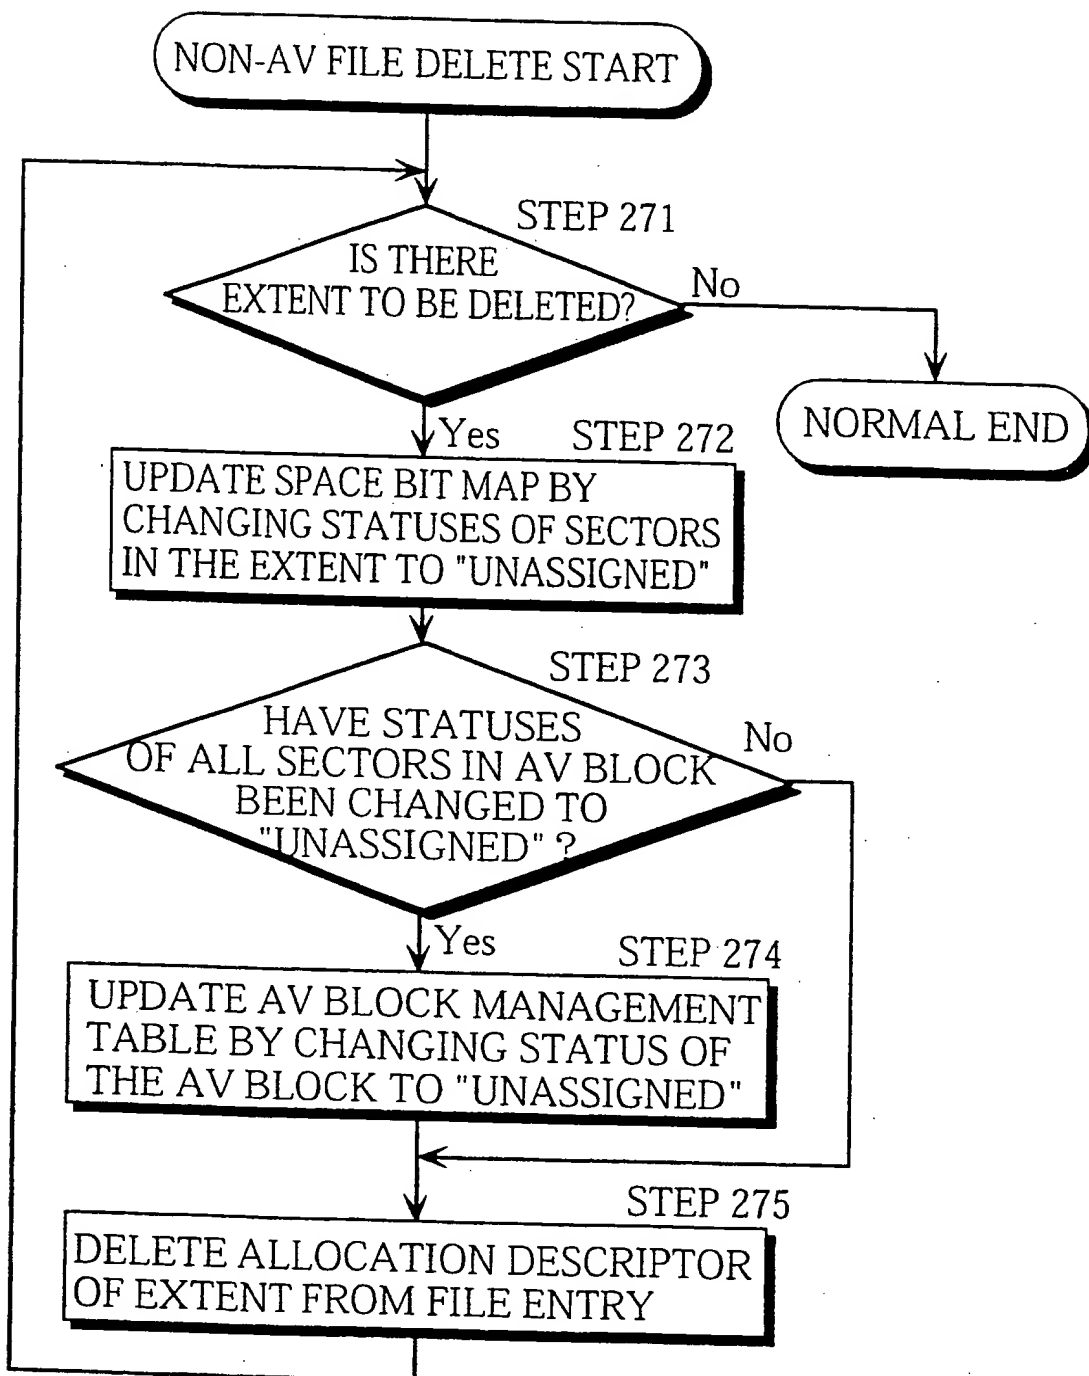 NON-AV FILE DELETE START
STEP 271
IS THERE
EXTENT TO BE DELETED?
No
NORMAL END
Yes
STEP 272
UPDATE SPACE BIT MAP BY
CHANGING STATUSES OF SECTORS
IN THE EXTENT TO "UNASSIGNED"
STEP 273
HAVE STATUSES
OF ALL SECTORS IN AV BLOCK
BEEN CHANGED TO
"UNASSIGNED" ?
No
Yes
STEP 274
UPDATE AV BLOCK MANAGEMENT
TABLE BY CHANGING STATUS OF
THE AV BLOCK TO "UNASSIGNED"
STEP 275
DELETE ALLOCATION DESCRIPTOR
OF EXTENT FROM FILE ENTRY